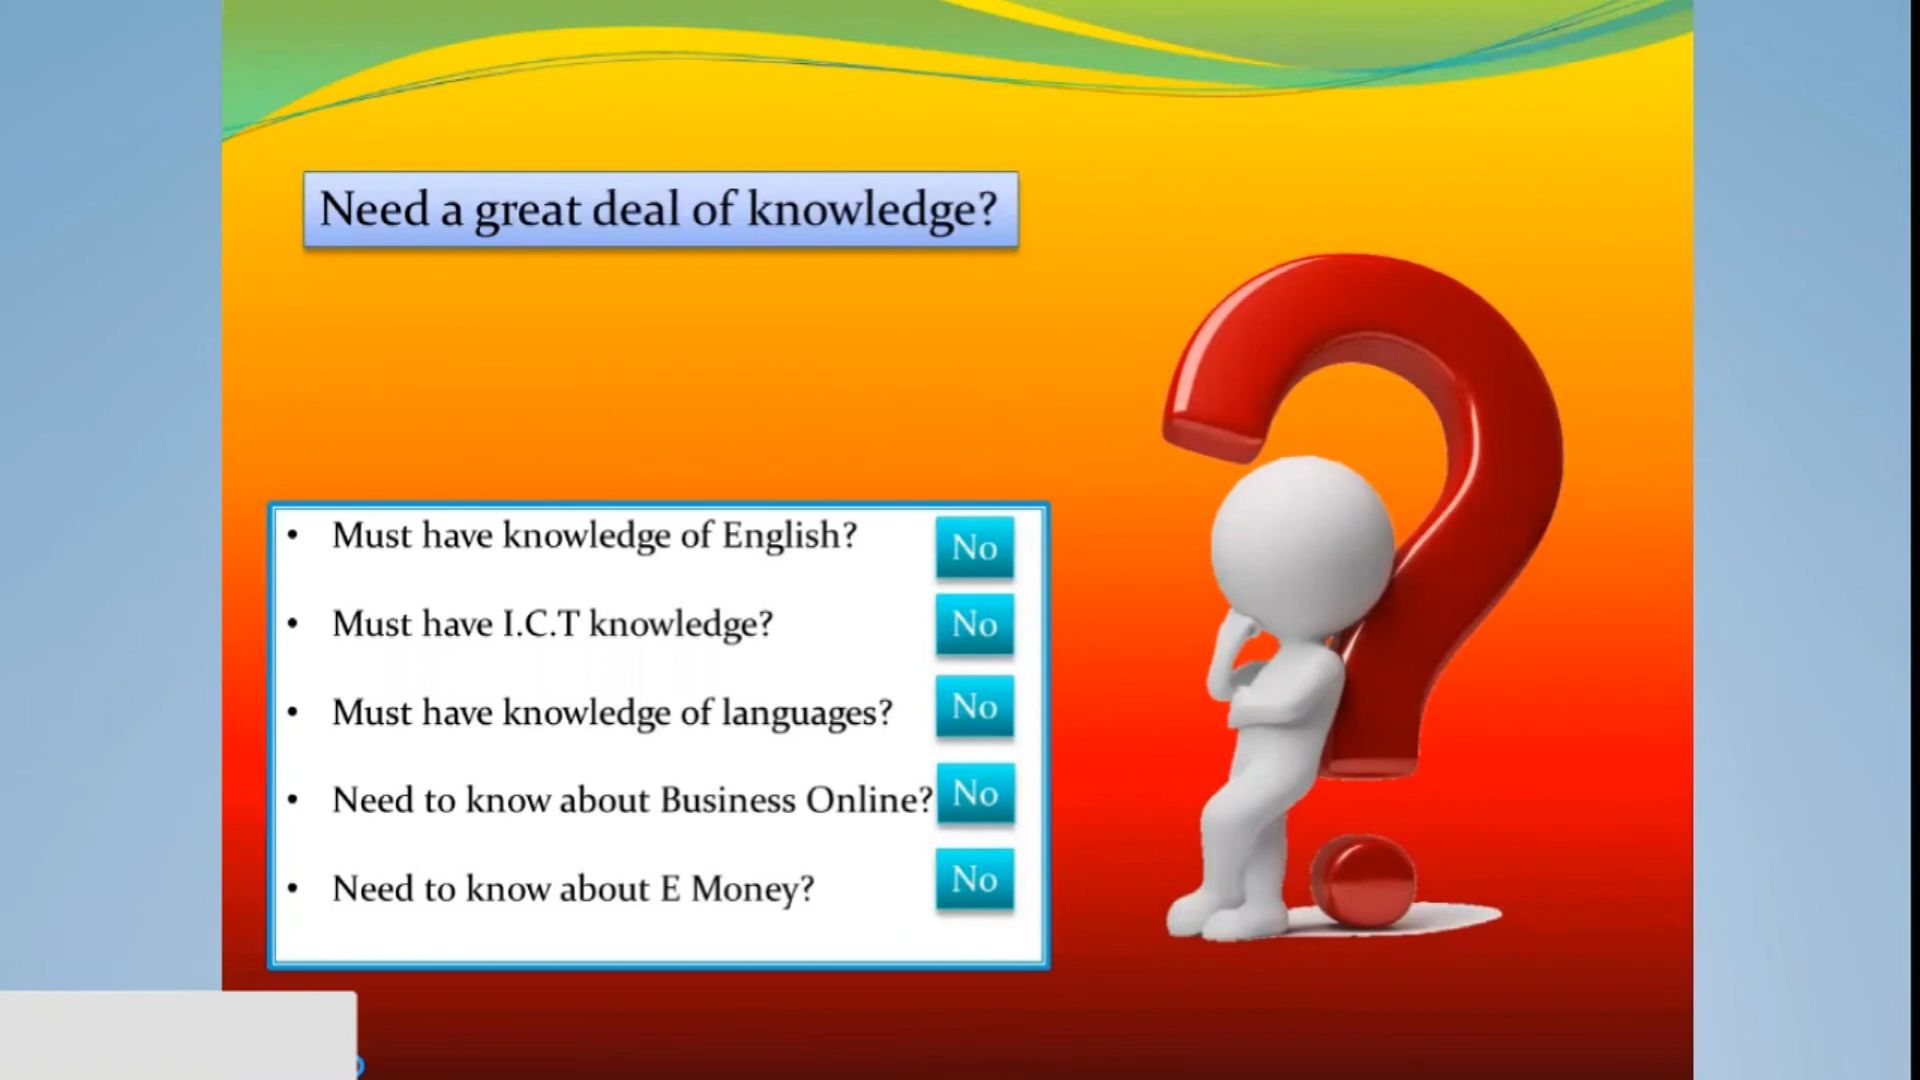 Need a great deal of knowledge?
• Must have knowledge of English? No
• Must have I.C.T knowledge? No
• Must have knowledge of languages? No
• Need to know about Business Online? No
• Need to know about E Money? No